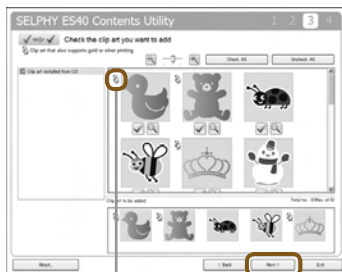 SELPHY ES40 Contents Utility
1 2 3 4
Check the clip art you want to add
Clip art that also supports gold or silver printing
Check All
Uncheck All
Clip art installed from CD
Clip art to be added
About...
< Back
Next >
Exit